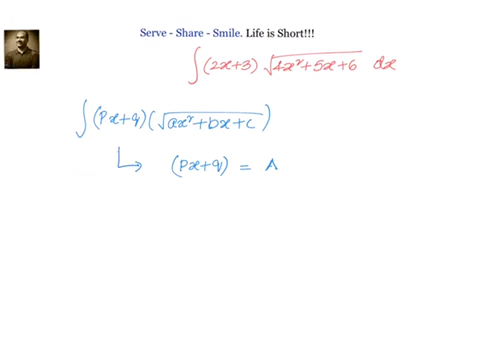 Serve - Share - Smile. Life is Short!!!
∫ (2x+3) √(4x²+5x+6) dx
∫ (Px+q) (√(ax²+bx+c))
↳ (Px+q) = A